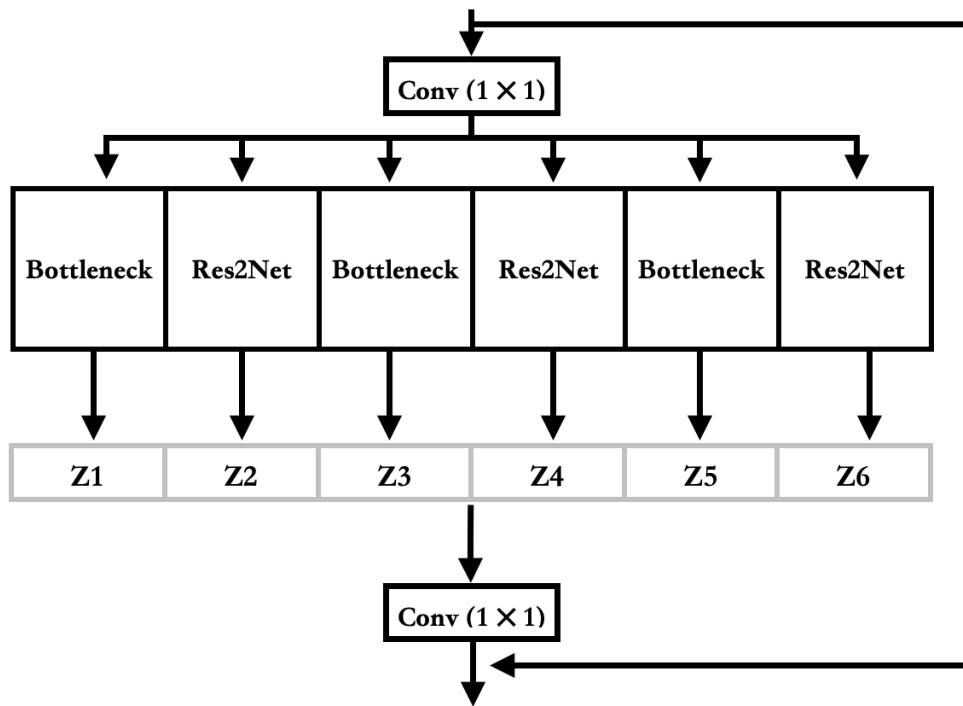 Conv (1 × 1)
Bottleneck Res2Net Bottleneck Res2Net Bottleneck Res2Net
Z1 Z2 Z3 Z4 Z5 Z6
Conv (1 × 1)